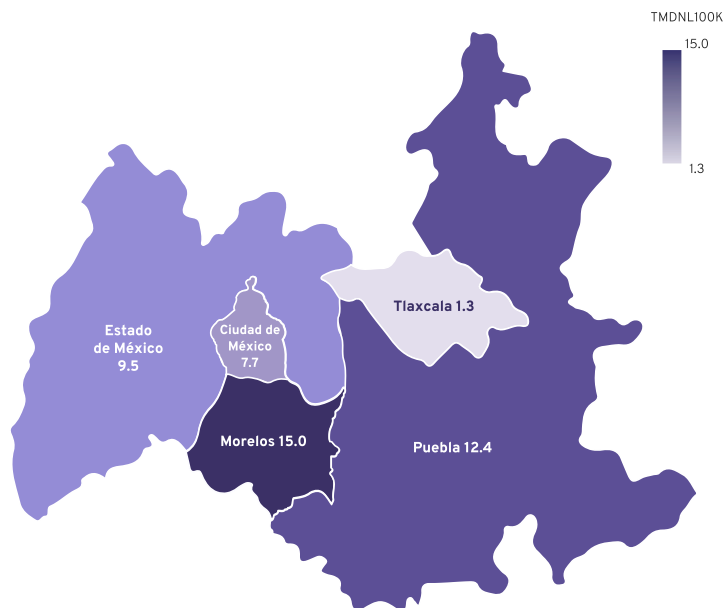 TMDNL100K
15.0
1.3
Tlaxcala 1.3
Estado
de México
9.5
Ciudad de
México
7.7
Morelos 15.0
Puebla 12.4